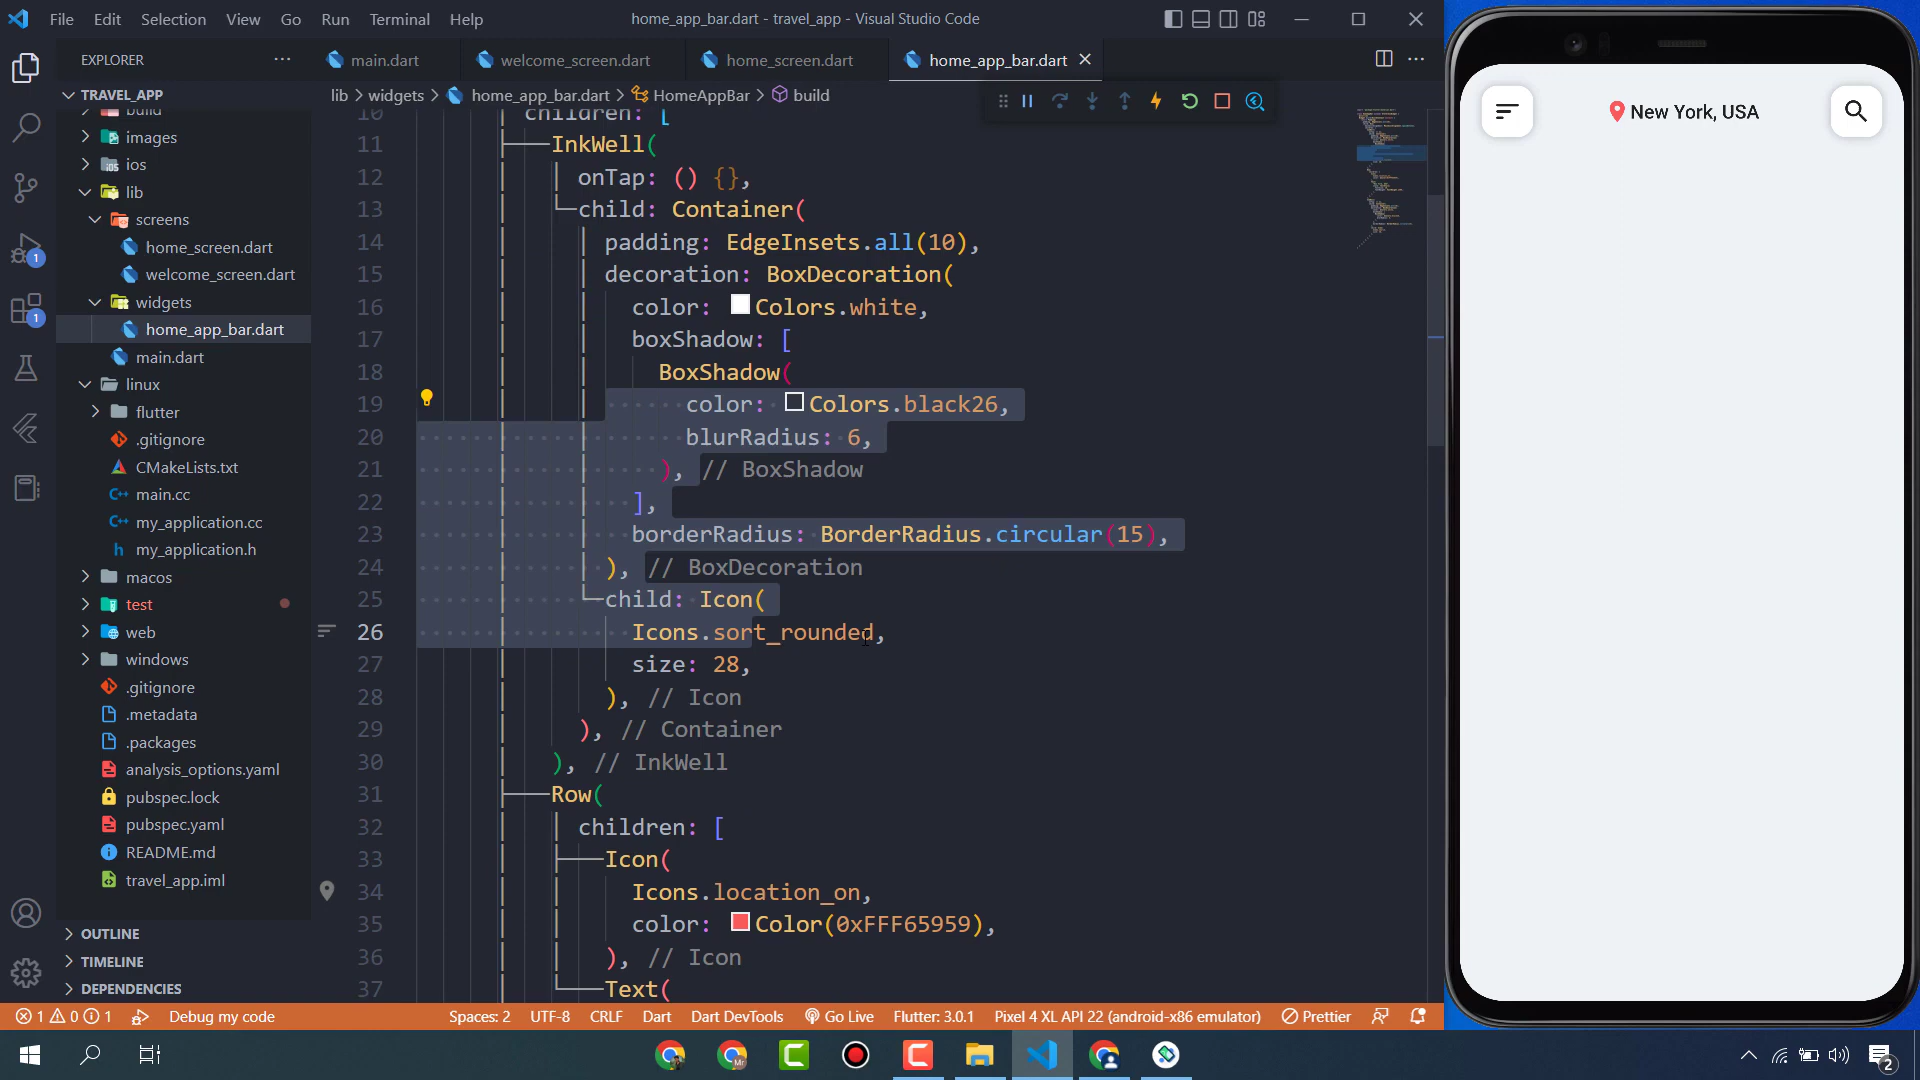 File Edit Selection View Go Run Terminal Help
home_app_bar.dart - travel_app - Visual Studio Code
EXPLORER
main.dart
welcome_screen.dart
home_screen.dart
home_app_bar.dart
TRAVEL_APP
lib > widgets > home_app_bar.dart > HomeAppBar > build
build
images
ios
lib
screens
home_screen.dart
welcome_screen.dart
widgets
home_app_bar.dart
main.dart
linux
flutter
.gitignore
CMakeLists.txt
main.cc
my_application.cc
my_application.h
macos
test
web
windows
.gitignore
.metadata
.packages
analysis_options.yaml
pubspec.lock
pubspec.yaml
README.md
travel_app.iml
OUTLINE
TIMELINE
DEPENDENCIES
1
1
10 children: [
11 InkWell(
12 onTap: () {},
13 child: Container(
14 padding: EdgeInsets.all(10),
15 decoration: BoxDecoration(
16 color: Colors.white,
17 boxShadow: [
18 BoxShadow(
19 color: Colors.black26,
20 blurRadius: 6,
21 ), // BoxShadow
22 ],
23 borderRadius: BorderRadius.circular(15),
24 ), // BoxDecoration
25 child: Icon(
26 Icons.sort_rounded,
27 size: 28,
28 ), // Icon
29 ), // Container
30 ), // InkWell
31 Row(
32 children: [
33 Icon(
34 Icons.location_on,
35 color: Color(0xFFF65959),
36 ), // Icon
37 Text(
New York, USA
1 0 1 Debug my code Spaces: 2 UTF-8 CRLF Dart Dart DevTools Go Live Flutter: 3.0.1 Pixel 4 XL API 22 (android-x86 emulator) Prettier
2